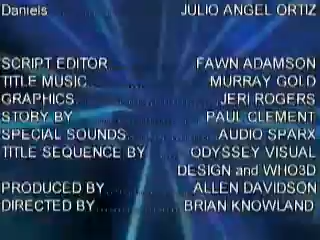 Daniels JULIO ANGEL ORTIZ
SCRIPT EDITOR FAWN ADAMSON
TITLE MUSIC MURRAY GOLD
GRAPHICS JERI ROGERS
STOBY BY PAUL CLEMENT
SPECIAL SOUNDS AUDIO SPARX
TITLE SEQUENCE BY ODYSSEY VISUAL
DESIGN and WHO3D
PRODUCED BY ALLEN DAVIDSON
DIRECTED BY BRIAN KNOWLAND